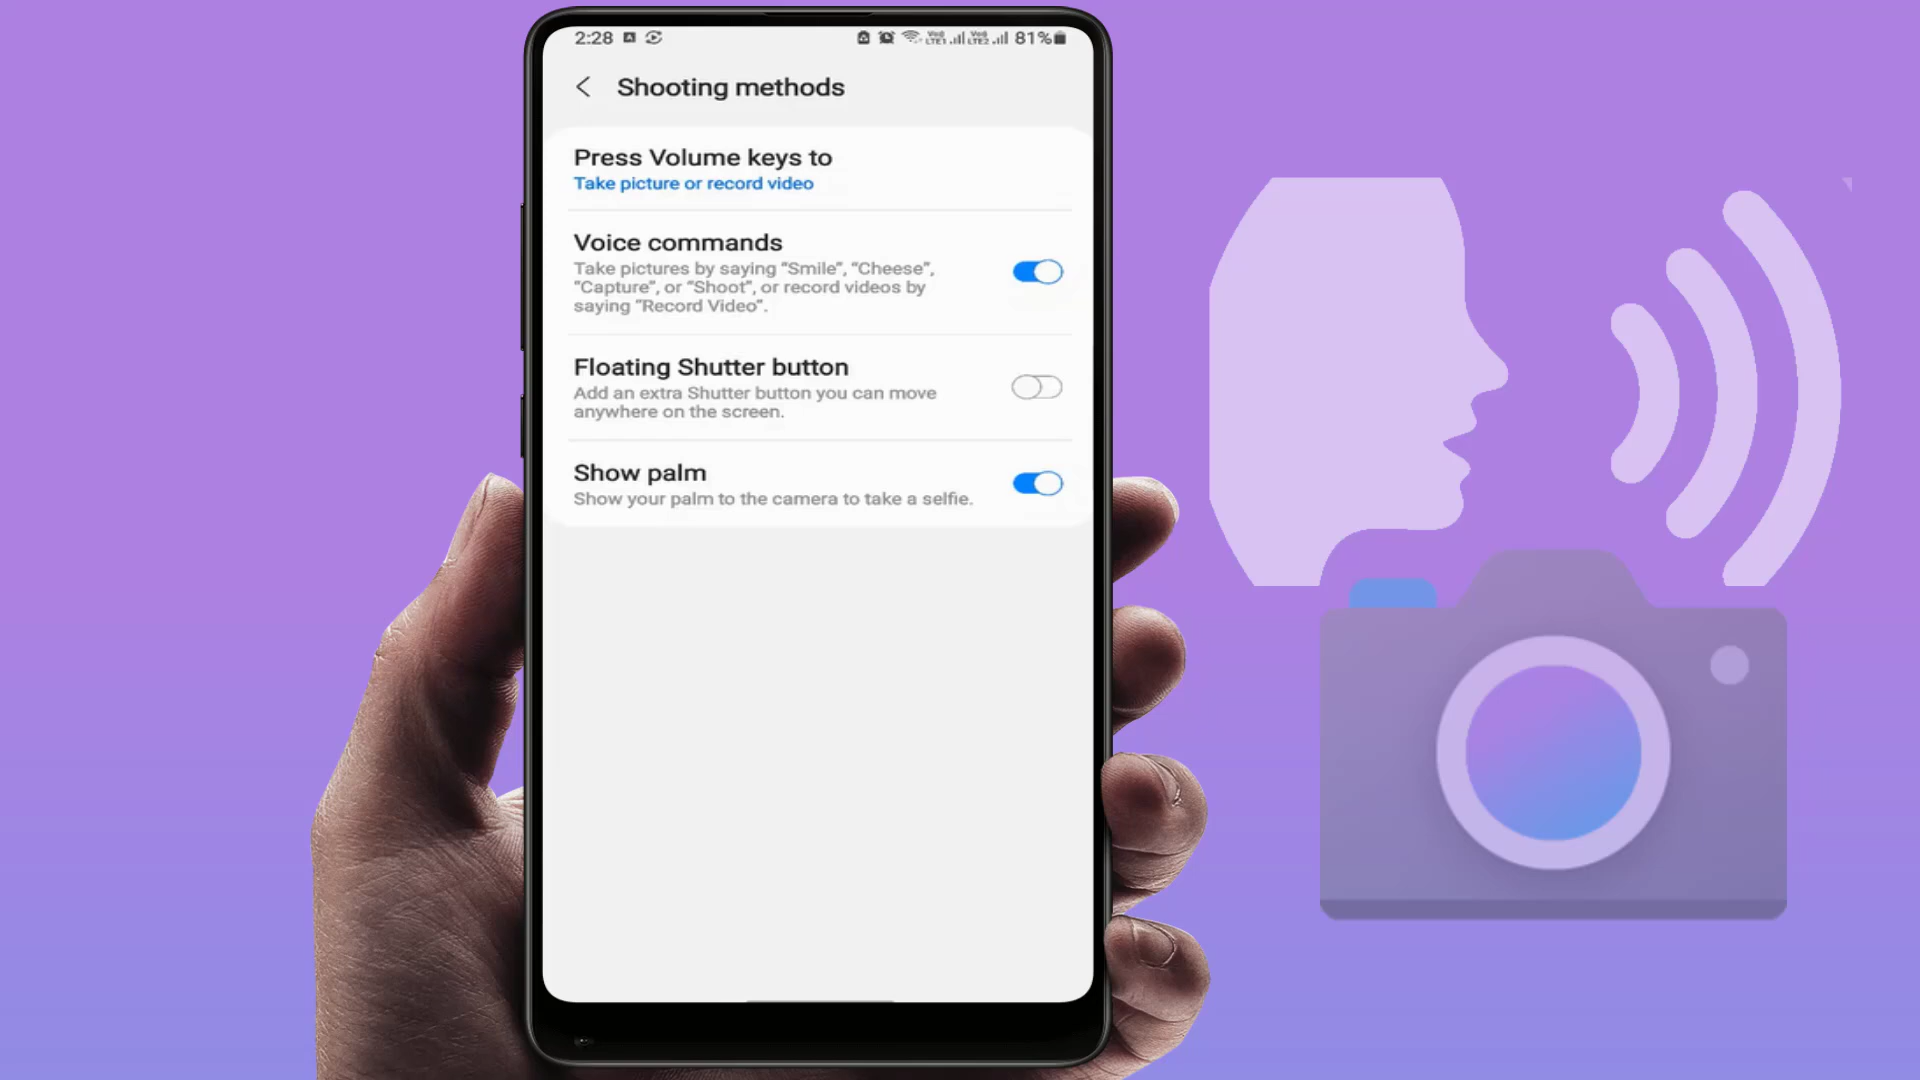 2:28 81%
Shooting methods
Press Volume keys to
Take picture or record video
Voice commands
Take pictures by saying “Smile”, “Cheese”,
“Capture”, or “Shoot”, or record videos by
saying “Record Video”.
Floating Shutter button
Add an extra Shutter button you can move
anywhere on the screen.
Show palm
Show your palm to the camera to take a selfie.